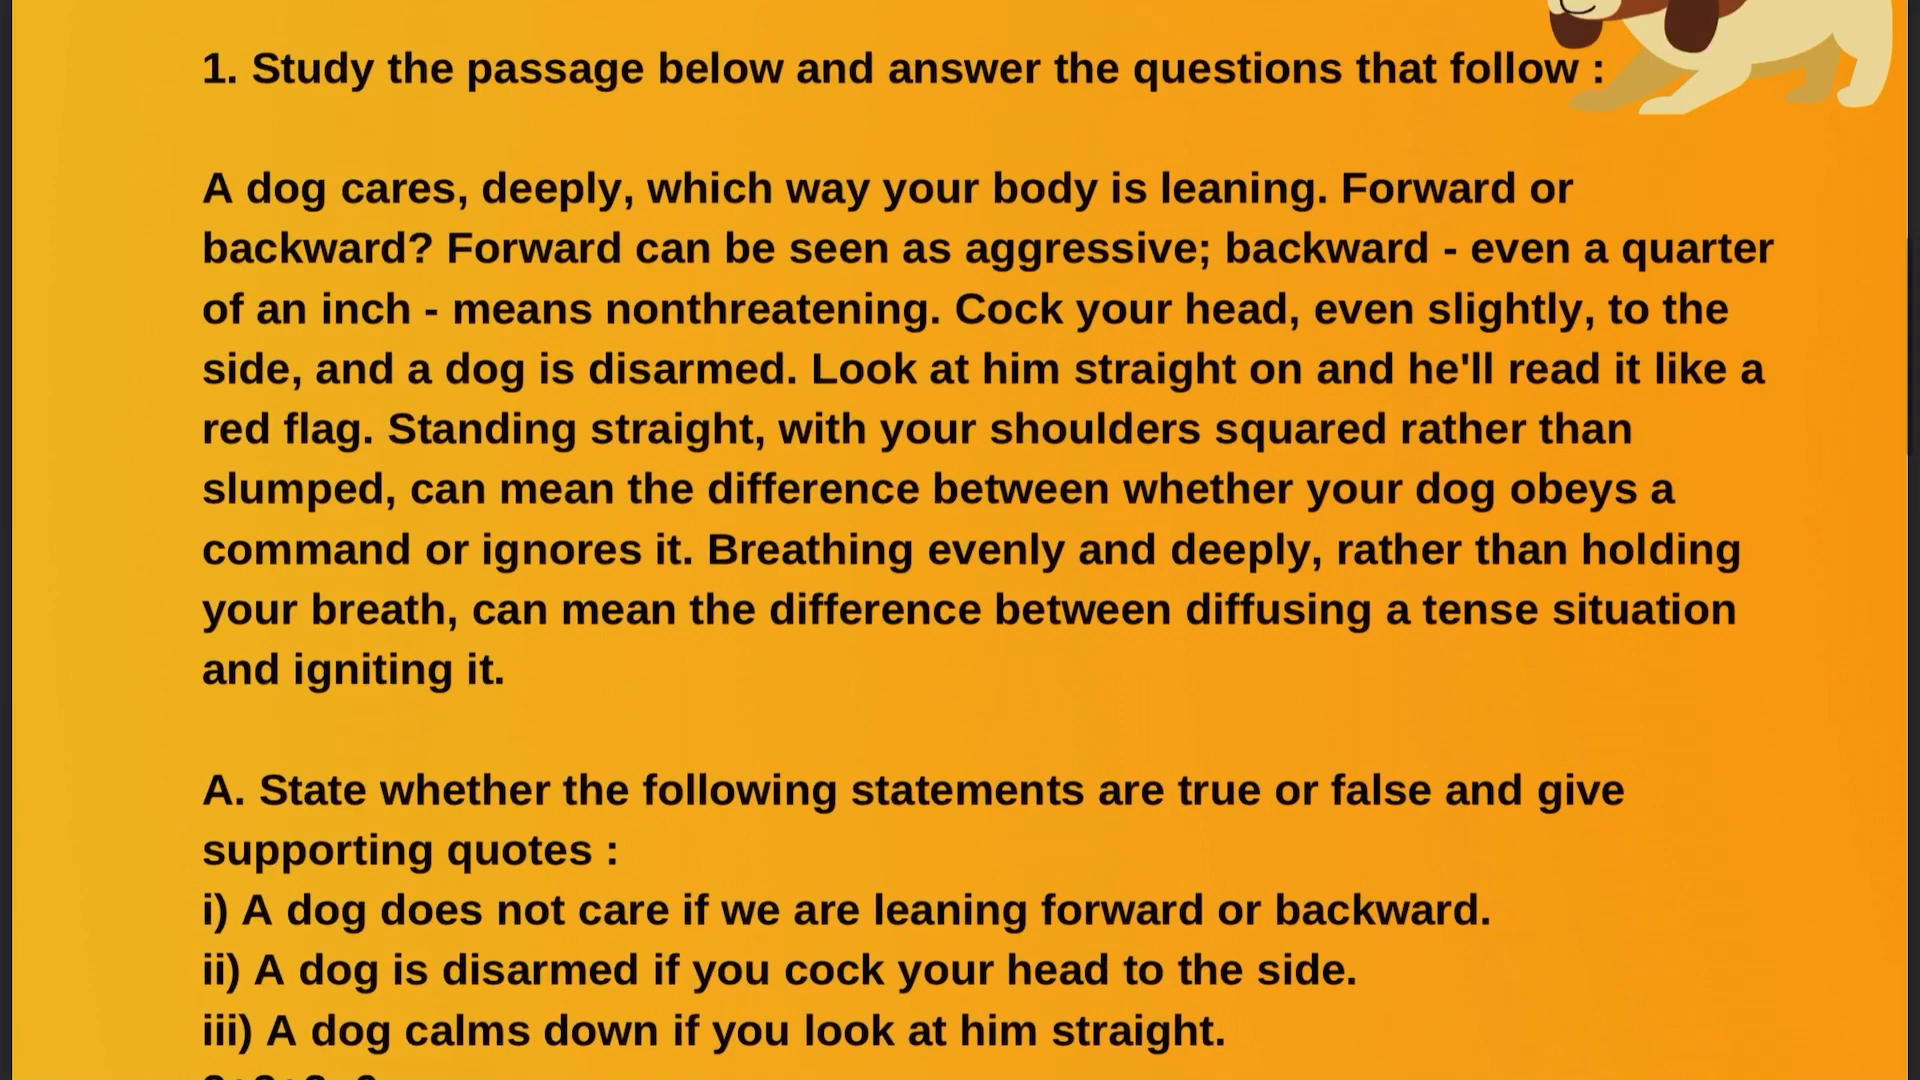 1. Study the passage below and answer the questions that follow :
A dog cares, deeply, which way your body is leaning. Forward or
backward? Forward can be seen as aggressive; backward - even a quarter
of an inch - means nonthreatening. Cock your head, even slightly, to the
side, and a dog is disarmed. Look at him straight on and he'll read it like a
red flag. Standing straight, with your shoulders squared rather than
slumped, can mean the difference between whether your dog obeys a
command or ignores it. Breathing evenly and deeply, rather than holding
your breath, can mean the difference between diffusing a tense situation
and igniting it.
A. State whether the following statements are true or false and give
supporting quotes :
i) A dog does not care if we are leaning forward or backward.
ii) A dog is disarmed if you cock your head to the side.
iii) A dog calms down if you look at him straight.